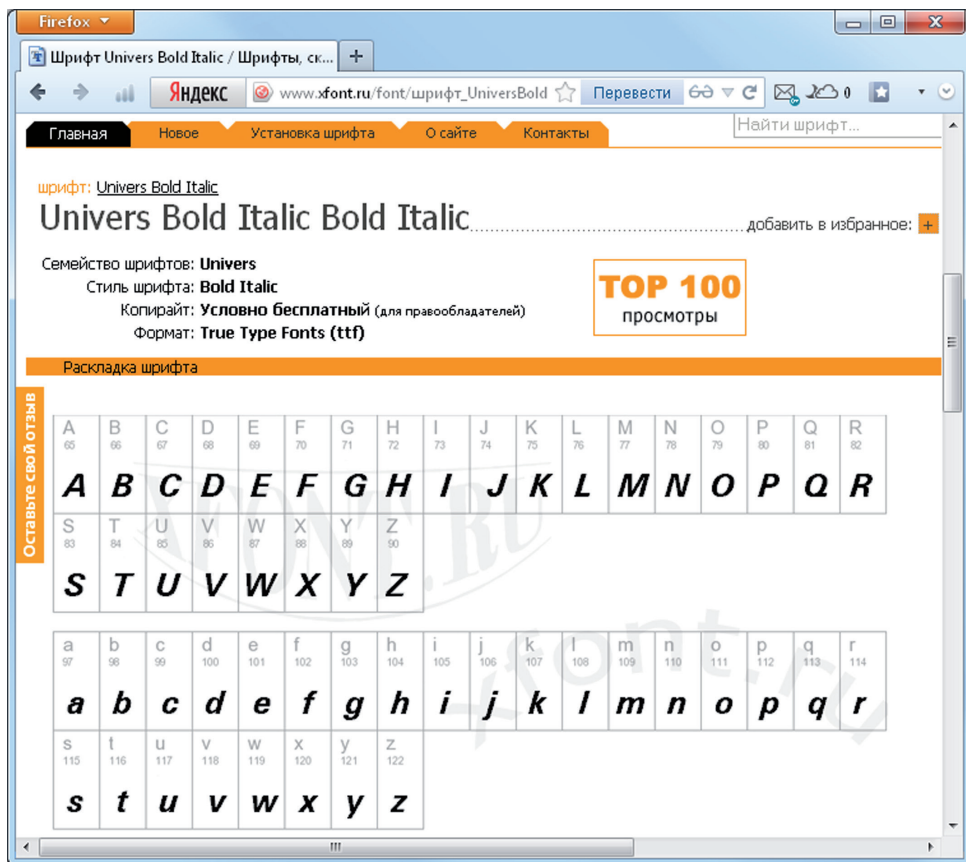 Firefox
Шрифт Univers Bold Italic / Шрифты, ск...
Яндекс www.xfont.ru/font/шрифт_UniversBold Перевести 0
Главная Новое Установка шрифта О сайте Контакты Найти шрифт...
шрифт: Univers Bold Italic
Univers Bold Italic Bold Italic
добавить в избранное: +
Семейство шрифтов: Univers
Стиль шрифта: Bold Italic
Копирайт: Условно бесплатный (для правообладателей)
Формат: True Type Fonts (ttf)
TOP 100
просмотры
Раскладка шрифта
Оставьте свой отзыв
A B C D E F G H I J K L M N O P Q R
65 66 67 68 69 70 71 72 73 74 75 76 77 78 79 80 81 82
A B C D E F G H I J K L M N O P Q R
S T U V W X Y Z
83 84 85 86 87 88 89 90
S T U V W X Y Z
a b c d e f g h i j k l m n o p q r
97 98 99 100 101 102 103 104 105 106 107 108 109 110 111 112 113 114
a b c d e f g h i j k l m n o p q r
s t u v w x y z
115 116 117 118 119 120 121 122
s t u v w x y z
XFONT.RU
xfont.ru